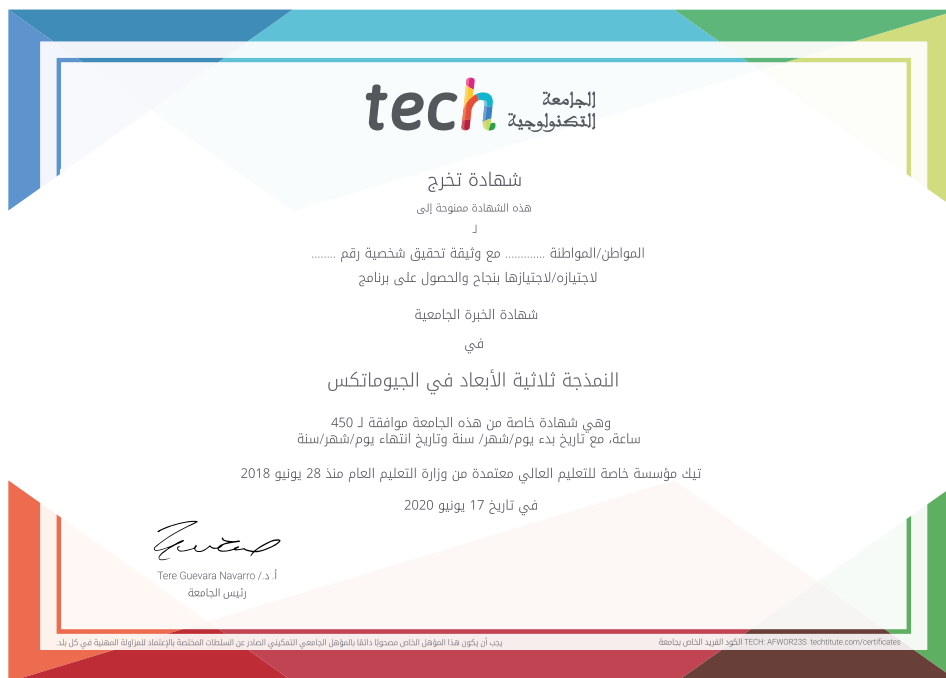 tech الجامعة
التكنولوجية
شهادة تخرج
هذه الشهادة ممنوحة إلى
لـ
المواطن/المواطنة ............. مع وثيقة تحقيق شخصية رقم ........
لاجتيازه/لاجتيازها بنجاح والحصول على برنامج
شهادة الخبرة الجامعية
في
النمذجة ثلاثية الأبعاد في الجيوماتكس
وهي شهادة خاصة من هذه الجامعة موافقة لـ 450
ساعة، مع تاريخ بدء يوم/شهر/ سنة وتاريخ انتهاء يوم/شهر/سنة
تيك مؤسسة خاصة للتعليم العالي معتمدة من وزارة التعليم العام منذ 28 يونيو 2018
في تاريخ 17 يونيو 2020
أ. د./ Tere Guevara Navarro
رئيس الجامعة
الكود الفريد الخاص بجامعة TECH: AFWOR23S techtitute.com/certificates
يجب أن يكون هذا المؤهل الخاص مصحوبًا دائمًا بالمؤهل الجامعي التمكيني الصادر عن السلطات المختصة بالإعتماد للمزاولة المهنية في كل بلد